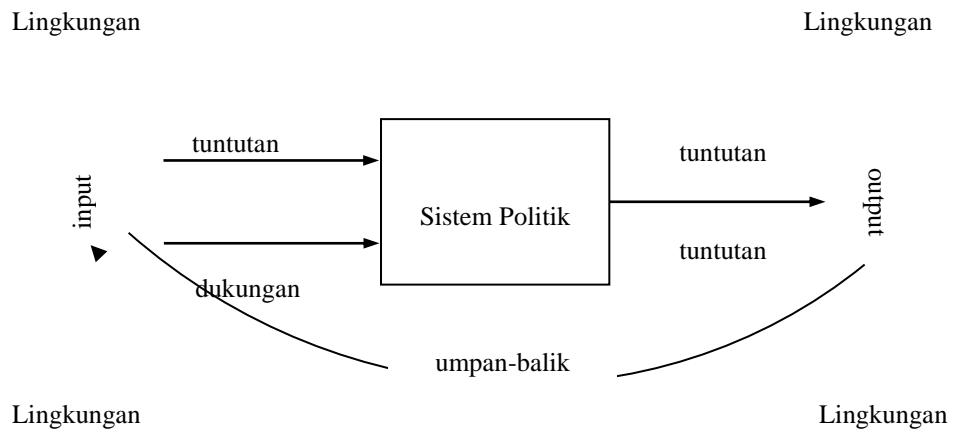 Lingkungan
Lingkungan
tuntutan
tuntutan
input
output
Sistem Politik
tuntutan
dukungan
umpan-balik
Lingkungan
Lingkungan